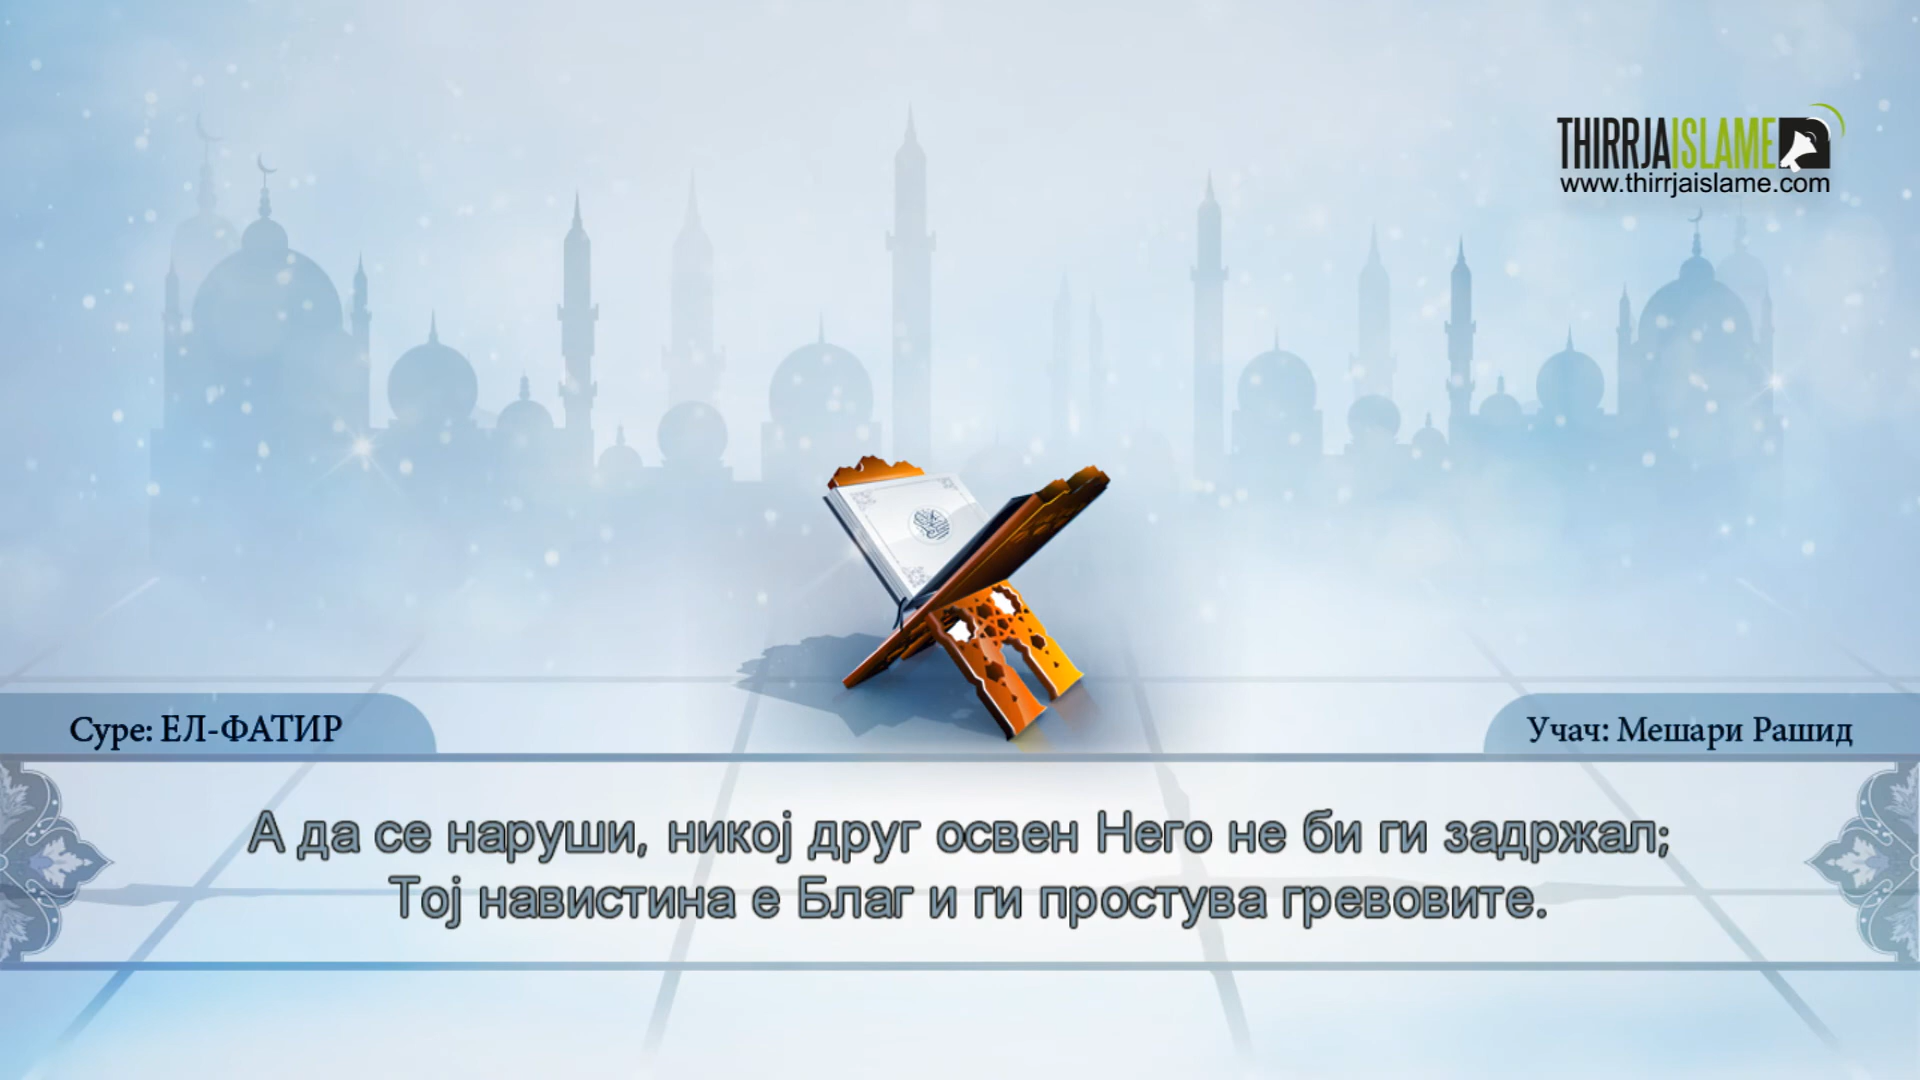 THIRRJAISLAME
www.thirrjaislame.com
Суре: ЕЛ-ФАТИР
Учач: Мешари Рашид
А да се наруши, никој друг освен Него не би ги задржал;
Тој навистина е Благ и ги простува гревовите.